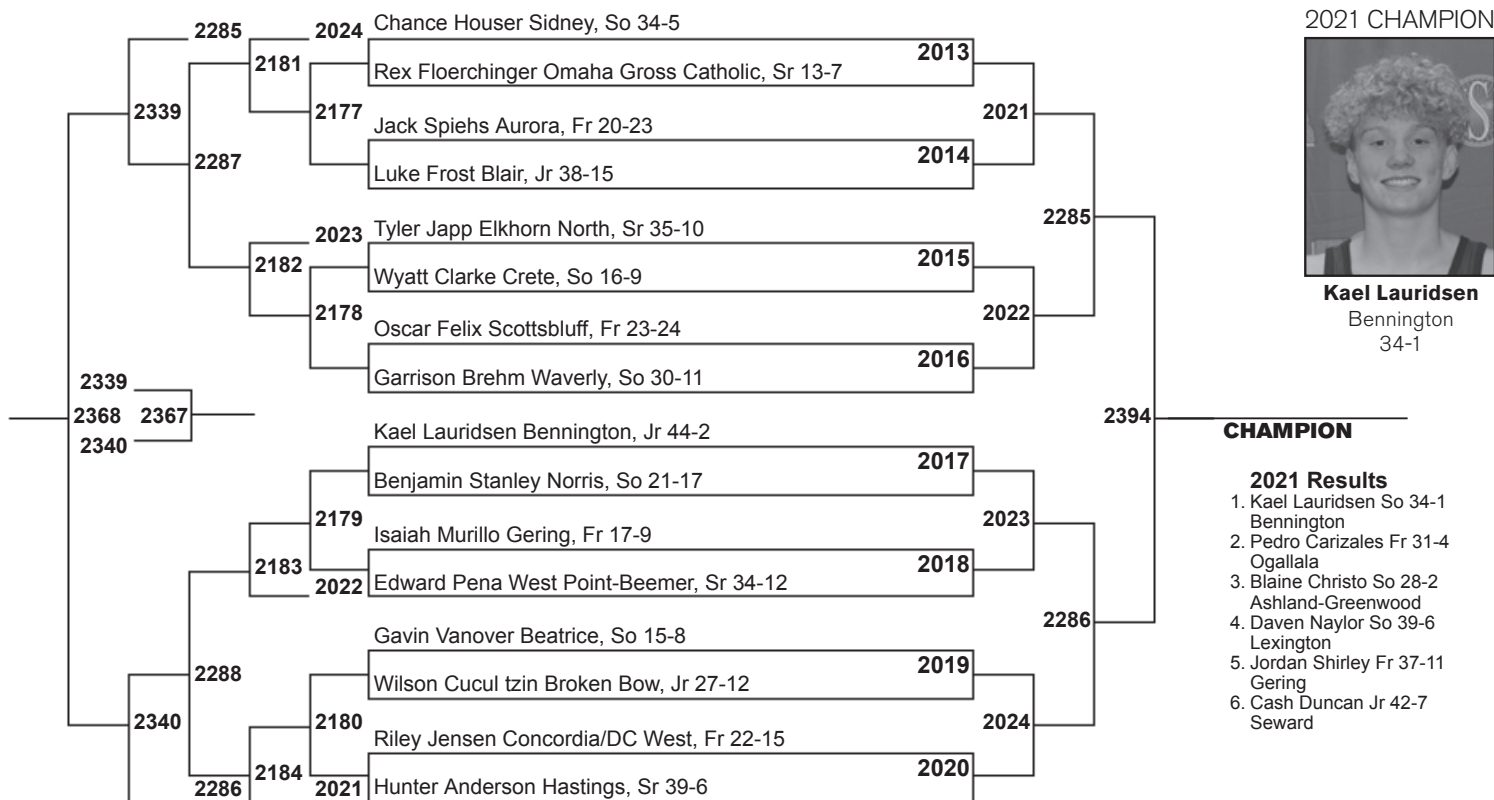 2021 CHAMPION
2285
2024
Chance Houser Sidney, So 34-5
2013
2181
Rex Floerchinger Omaha Gross Catholic, Sr 13-7
2339
2177
2021
Jack Spiehs Aurora, Fr 20-23
2014
2287
Luke Frost Blair, Jr 38-15
S
2285
2023
Tyler Japp Elkhorn North, Sr 35-10
2015
2182
Wyatt Clarke Crete, So 16-9
2178
2022
Oscar Felix Scottsbluff, Fr 23-24
2016
Garrison Brehm Waverly, So 30-11
Kael Lauridsen
Bennington
34-1
2339
2368
2367
2340
2394
CHAMPION
Kael Lauridsen Bennington, Jr 44-2
2017
Benjamin Stanley Norris, So 21-17
2179
2023
Isaiah Murillo Gering, Fr 17-9
2018
2183
2022
Edward Pena West Point-Beemer, Sr 34-12
2286
Gavin Vanover Beatrice, So 15-8
2019
2288
Wilson Cucul tzin Broken Bow, Jr 27-12
2340
2180
2024
Riley Jensen Concordia/DC West, Fr 22-15
2020
2184
2286
2021
Hunter Anderson Hastings, Sr 39-6
2021 Results
1. Kael Lauridsen So 34-1
Bennington
2. Pedro Carizales Fr 31-4
Ogallala
3. Blaine Christo So 28-2
Ashland-Greenwood
4. Daven Naylor So 39-6
Lexington
5. Jordan Shirley Fr 37-11
Gering
6. Cash Duncan Jr 42-7
Seward